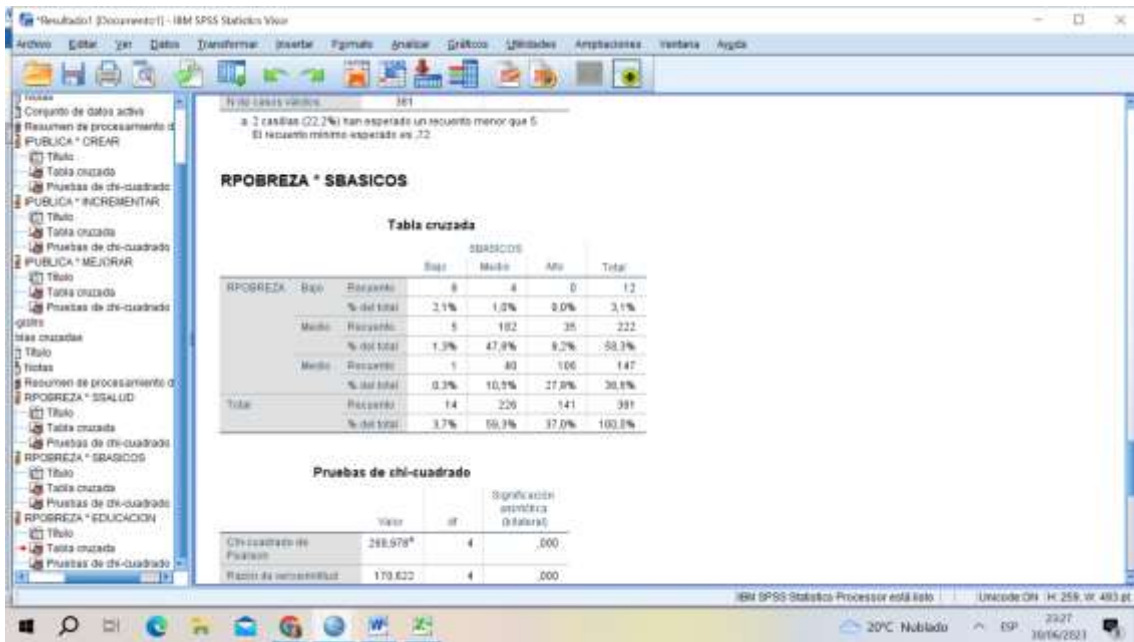 *Resultado1 [Documento1] - IBM SPSS Statistics Visor
Archivo Editar Ver Datos Transformar Insertar Formato Analizar Gráficos Utilidades Ampliaciones Ventana Ayuda
Notas
Conjunto de datos activo
Resumen de procesamiento d
IPUBLICA * CREAR
Título
Tabla cruzada
Pruebas de chi-cuadrado
IPUBLICA * INCREMENTAR
Título
Tabla cruzada
Pruebas de chi-cuadrado
IPUBLICA * MEJORAR
Título
Tabla cruzada
Pruebas de chi-cuadrado
gistro
blas cruzadas
Título
Notas
Resumen de procesamiento d
RPOBREZA * SSALUD
Título
Tabla cruzada
Pruebas de chi-cuadrado
RPOBREZA * SBASICOS
Título
Tabla cruzada
Pruebas de chi-cuadrado
RPOBREZA * EDUCACION
Título
Tabla cruzada
Pruebas de chi-cuadrado
N de casos válidos 381
a. 2 casillas (22,2%) han esperado un recuento menor que 5.
El recuento mínimo esperado es ,72.
RPOBREZA * SBASICOS
Tabla cruzada
SBASICOS
Bajo Medio Alto Total
RPOBREZA Bajo Recuento 8 4 0 12
% del total 2,1% 1,0% 0,0% 3,1%
Medio Recuento 5 182 35 222
% del total 1,3% 47,8% 9,2% 58,3%
Medio Recuento 1 40 106 147
% del total 0,3% 10,5% 27,8% 38,6%
Total Recuento 14 226 141 381
% del total 3,7% 59,3% 37,0% 100,0%
Pruebas de chi-cuadrado
Significación
asintótica
(bilateral)
Valor df
Chi-cuadrado de
Pearson 4 ,000
Razón de verosimilitud 170,622 4 ,000
IBM SPSS Statistics Processor está listo Unicode:ON H: 259, W: 493 pt.
20°C Nublado ESP 23:27